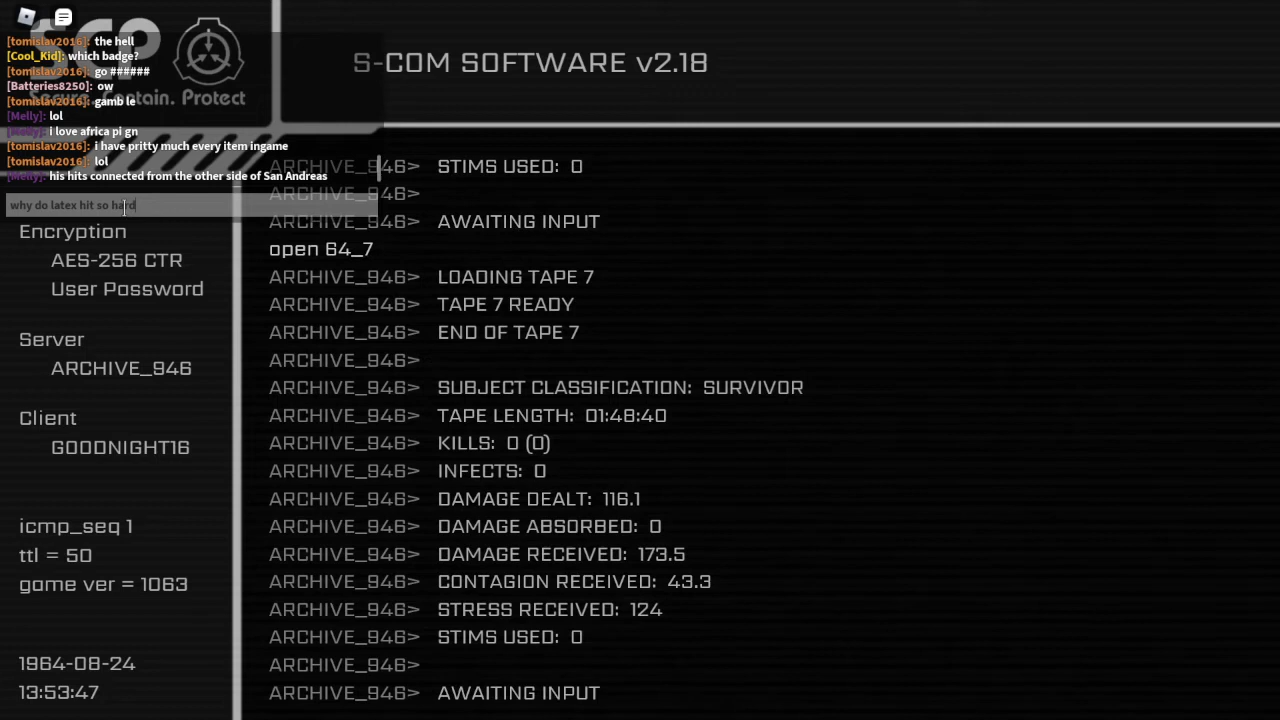 SCP
Secure. Contain. Protect
S-COM SOFTWARE v2.18
[tomislav2016]: the hell
[Cool_Kid]: which badge?
[tomislav2016]: go ######
[Batteries8250]: ow
[tomislav2016]: gamb le
[Melly]: lol
[Melly]: i love africa pi gn
[tomislav2016]: i have pritty much every item ingame
[tomislav2016]: lol
[Melly]: his hits connected from the other side of San Andreas
why do latex hit so hard
Encryption
AES-256 CTR
User Password
Server
ARCHIVE_946
Client
GOODNIGHT16
icmp_seq 1
ttl = 50
game ver = 1063
1964-08-24
13:53:47
ARCHIVE_946> STIMS USED: 0
ARCHIVE_946>
ARCHIVE_946> AWAITING INPUT
open 64_7
ARCHIVE_946> LOADING TAPE 7
ARCHIVE_946> TAPE 7 READY
ARCHIVE_946> END OF TAPE 7
ARCHIVE_946>
ARCHIVE_946> SUBJECT CLASSIFICATION: SURVIVOR
ARCHIVE_946> TAPE LENGTH: 01:48:40
ARCHIVE_946> KILLS: 0 (0)
ARCHIVE_946> INFECTS: 0
ARCHIVE_946> DAMAGE DEALT: 116.1
ARCHIVE_946> DAMAGE ABSORBED: 0
ARCHIVE_946> DAMAGE RECEIVED: 173.5
ARCHIVE_946> CONTAGION RECEIVED: 43.3
ARCHIVE_946> STRESS RECEIVED: 124
ARCHIVE_946> STIMS USED: 0
ARCHIVE_946>
ARCHIVE_946> AWAITING INPUT